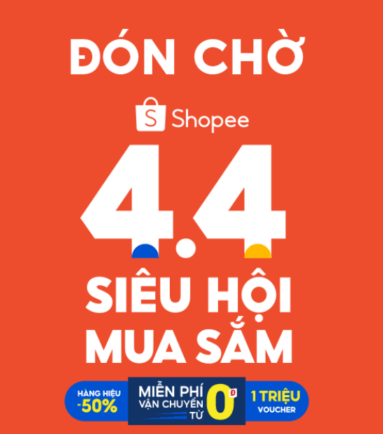 ĐÓN CHỜ
S Shopee
4.4
SIÊU HỘI
MUA SẮM
HÀNG HIỆU
-50%
MIỄN PHÍ
VẬN CHUYỂN
TỪ 0Đ
1 TRIỆU
VOUCHER